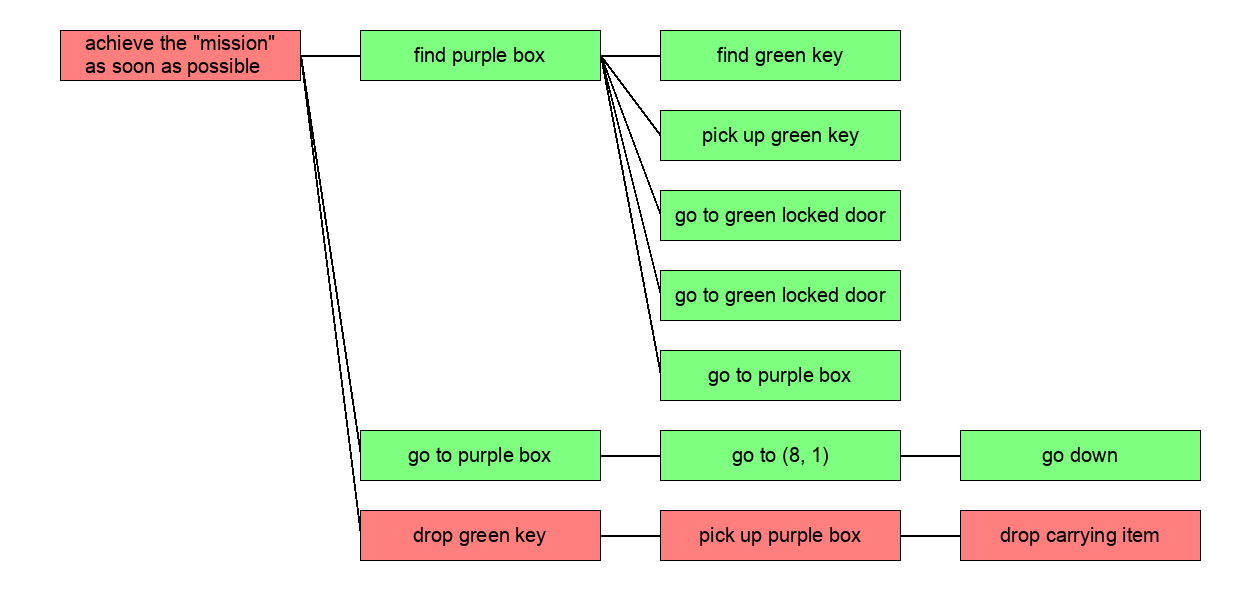 achieve the "mission"
as soon as possible
find purple box
find green key
pick up green key
go to green locked door
go to green locked door
go to purple box
go to purple box
go to (8, 1)
go down
drop green key
pick up purple box
drop carrying item